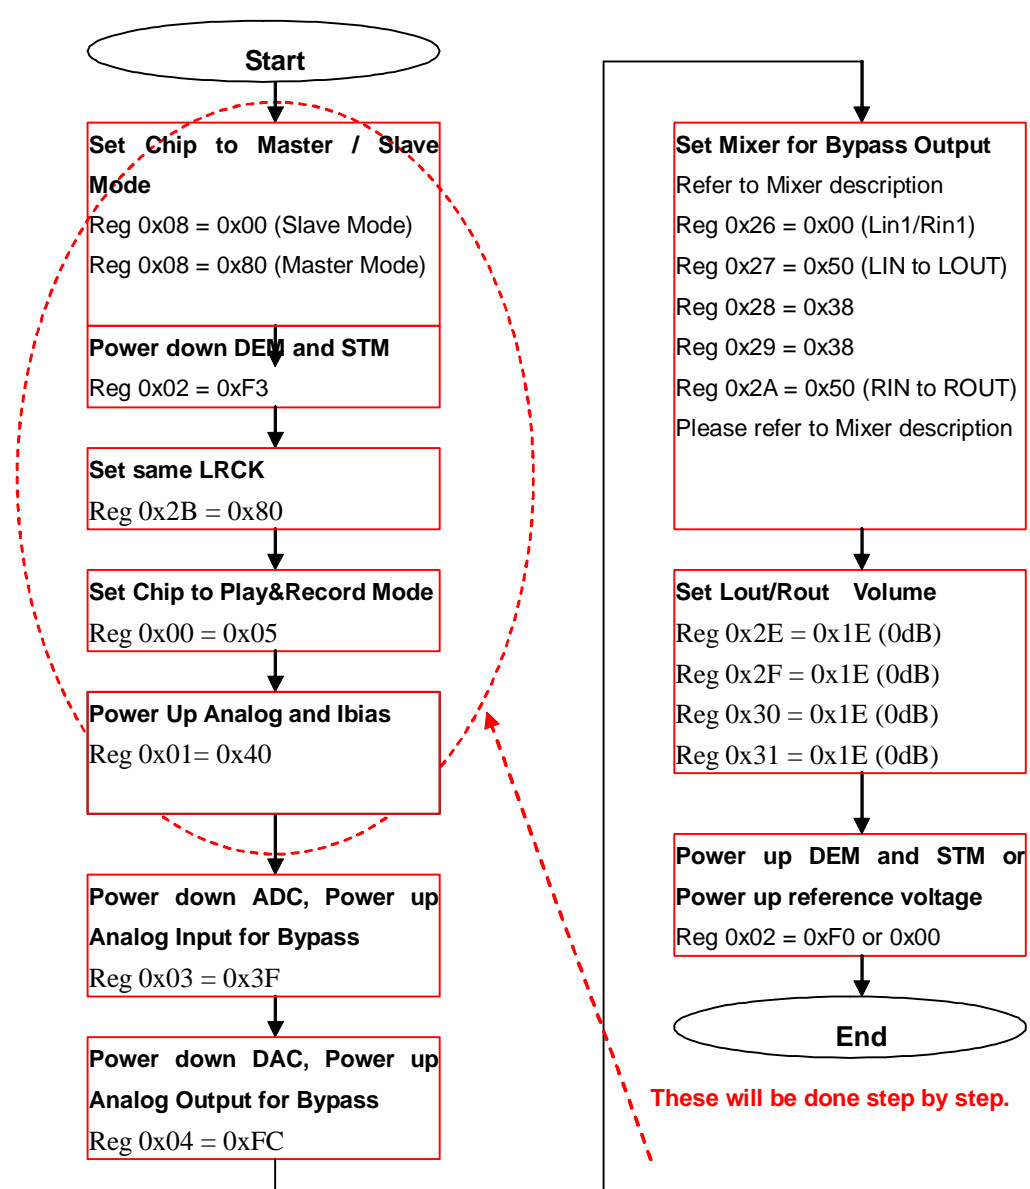 Start
Set Chip to Master / Slave
Mode
Reg 0x08 = 0x00 (Slave Mode)
Reg 0x08 = 0x80 (Master Mode)
Power down DEM and STM
Reg 0x02 = 0xF3
Set same LRCK
Reg 0x2B = 0x80
Set Chip to Play&Record Mode
Reg 0x00 = 0x05
Power Up Analog and Ibias
Reg 0x01= 0x40
Power down ADC, Power up
Analog Input for Bypass
Reg 0x03 = 0x3F
Power down DAC, Power up
Analog Output for Bypass
Reg 0x04 = 0xFC
Set Mixer for Bypass Output
Refer to Mixer description
Reg 0x26 = 0x00 (Lin1/Rin1)
Reg 0x27 = 0x50 (LIN to LOUT)
Reg 0x28 = 0x38
Reg 0x29 = 0x38
Reg 0x2A = 0x50 (RIN to ROUT)
Please refer to Mixer description
Set Lout/Rout Volume
Reg 0x2E = 0x1E (0dB)
Reg 0x2F = 0x1E (0dB)
Reg 0x30 = 0x1E (0dB)
Reg 0x31 = 0x1E (0dB)
Power up DEM and STM or
Power up reference voltage
Reg 0x02 = 0xF0 or 0x00
End
These will be done step by step.